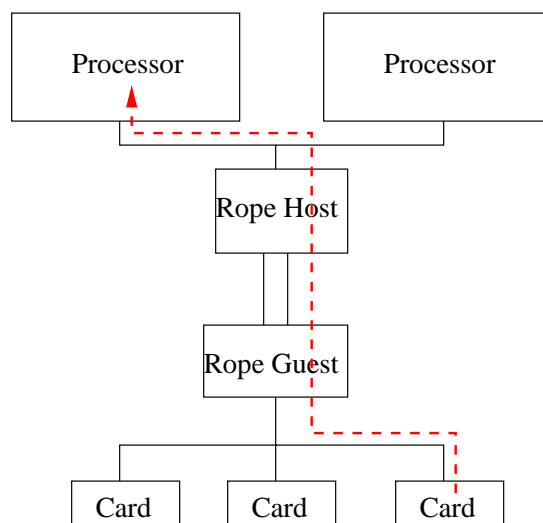 Processor
Processor
Rope Host
Rope Guest
Card
Card
Card